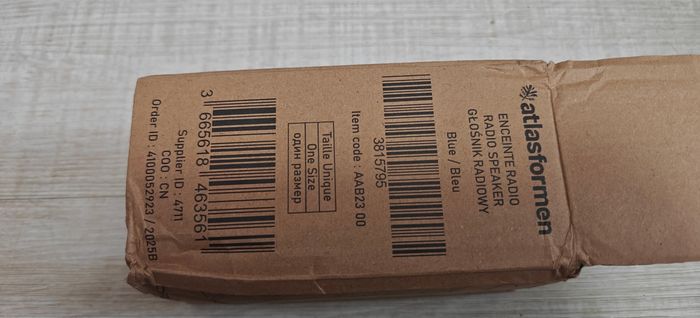 atlasformen
ENCEINTE RADIO
RADIO SPEAKER
GŁOŚNIK RADIOWY
Blue / Bleu
3815795
Item code : AAB23 00
Taille Unique
One Size
один размер
3 665618 463561
Supplier ID : 4711
COO : CN
Order ID : 4100052923 / 2025B